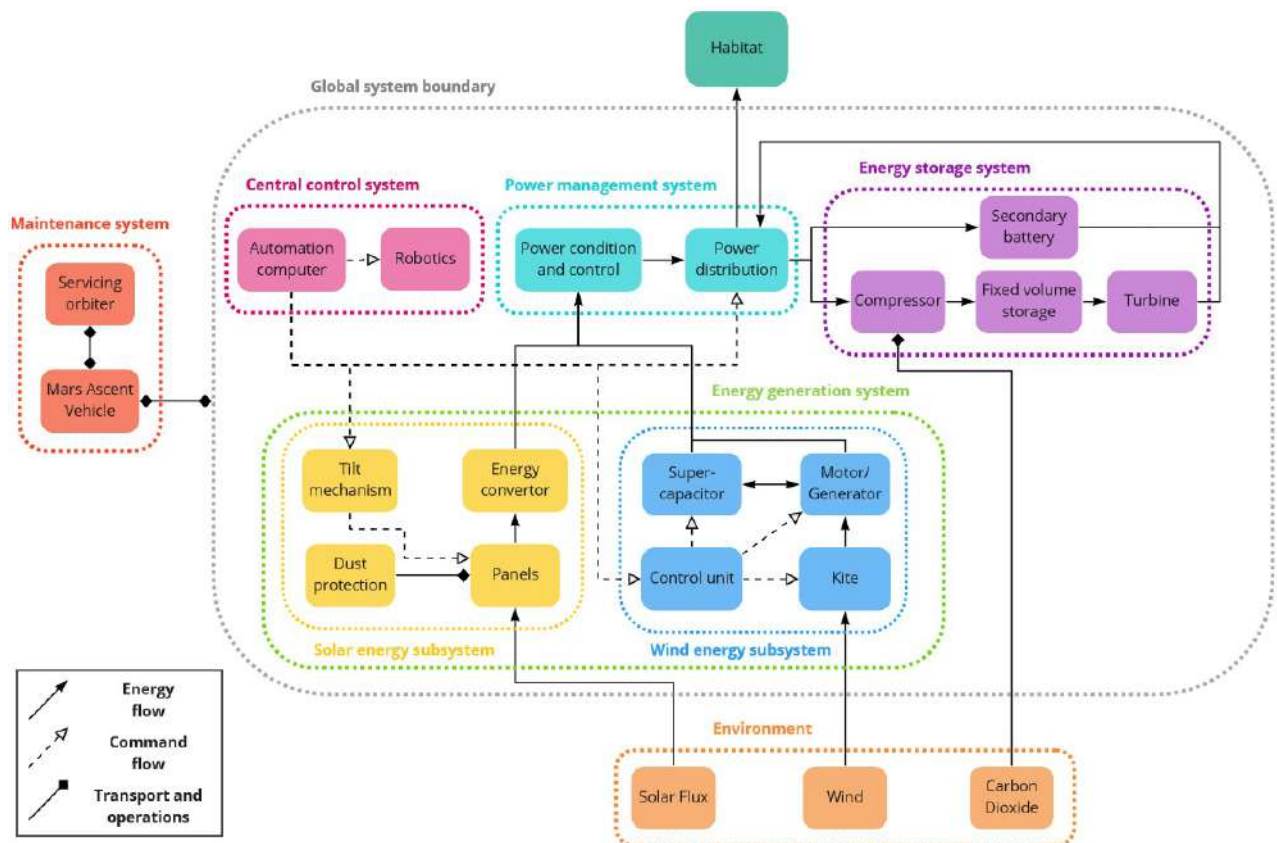 Habitat
Global system boundary
Central control system
Power management system
Energy storage system
Maintenance system
Automation
computer
Robotics
Power condition
and control
Power
distribution
Secondary
battery
Servicing
orbiter
Compressor
Fixed volume
storage
Turbine
Mars Ascent
Vehicle
Energy generation system
Tilt
mechanism
Energy
convertor
Super-
capacitor
Motor/
Generator
Dust
protection
Panels
Control unit
Kite
Solar energy subsystem
Wind energy subsystem
Energy
flow
Command
flow
Transport and
operations
Environment
Solar Flux
Wind
Carbon
Dioxide